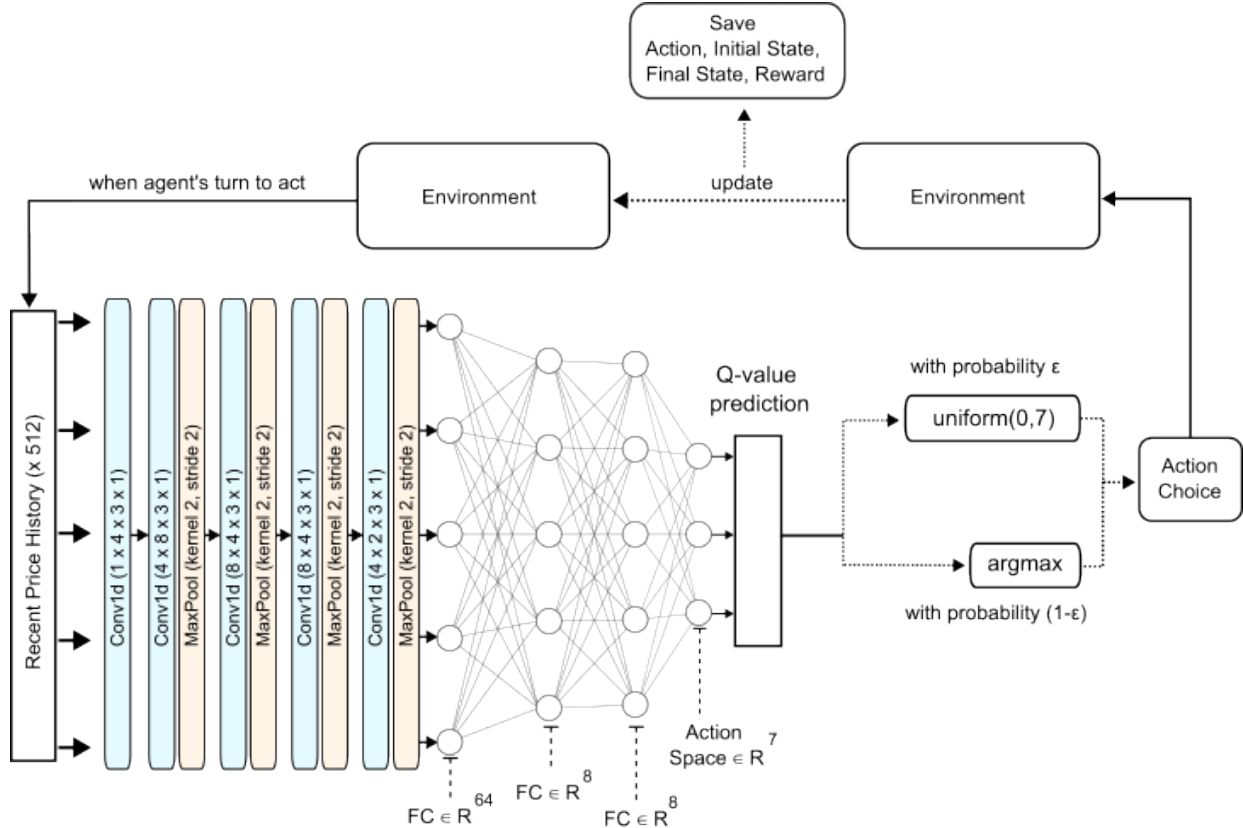 Save
Action, Initial State,
Final State, Reward
when agent's turn to act
Environment
update
Environment
Recent Price History (x 512)
Conv1d (1 x 4 x 3 x 1)
Conv1d (4 x 8 x 3 x 1)
MaxPool (kernel 2, stride 2)
Conv1d (8 x 4 x 3 x 1)
MaxPool (kernel 2, stride 2)
Conv1d (8 x 4 x 3 x 1)
MaxPool (kernel 2, stride 2)
Conv1d (4 x 2 x 3 x 1)
MaxPool (kernel 2, stride 2)
Q-value
prediction
with probability ε
uniform(0,7)
argmax
with probability (1-ε)
Action
Choice
FC ∈ R^64
FC ∈ R^8
FC ∈ R^8
Action
Space ∈ R^7